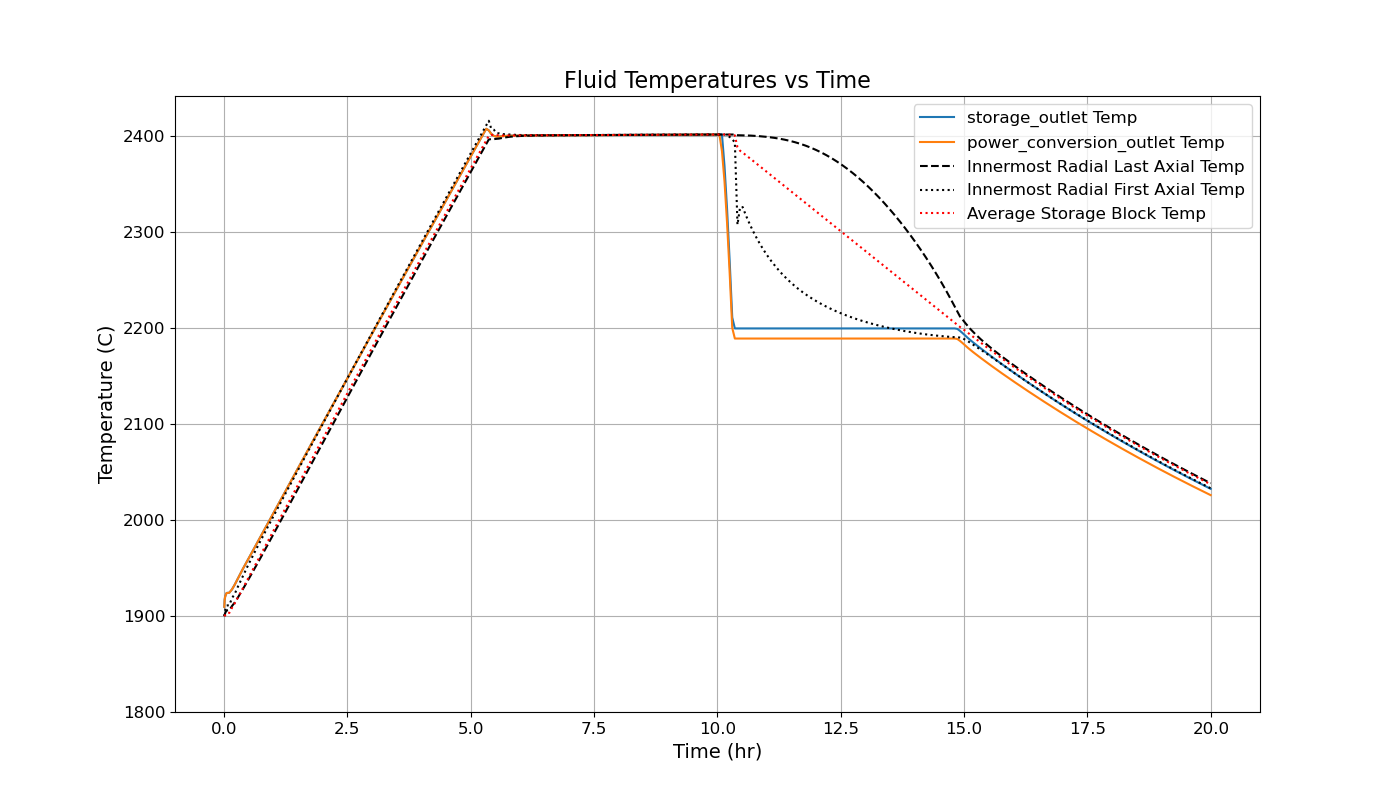 Fluid Temperatures vs Time
storage_outlet Temp
power_conversion_outlet Temp
Innermost Radial Last Axial Temp
Innermost Radial First Axial Temp
Average Storage Block Temp
Temperature (C)
2400
2300
2200
2100
2000
1900
1800
0.0 2.5 5.0 7.5 10.0 12.5 15.0 17.5 20.0
Time (hr)